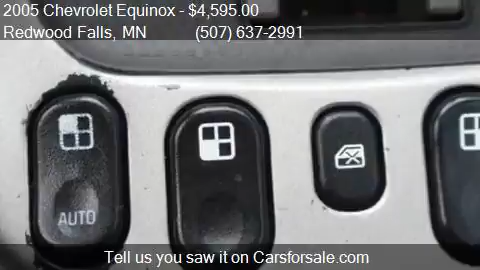 2005 Chevrolet Equinox - $4,595.00
Redwood Falls, MN (507) 637-2991
AUTO
Tell us you saw it on Carsforsale.com